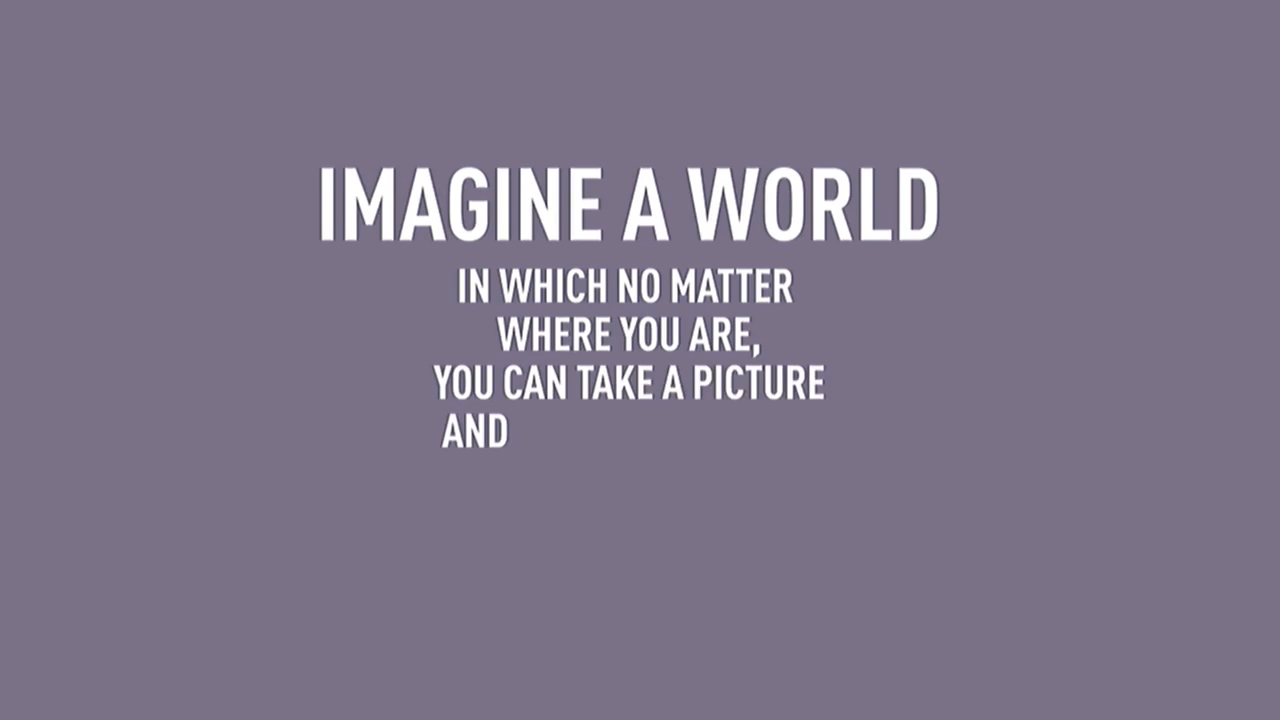 IMAGINE A WORLD
IN WHICH NO MATTER
WHERE YOU ARE,
YOU CAN TAKE A PICTURE
AND